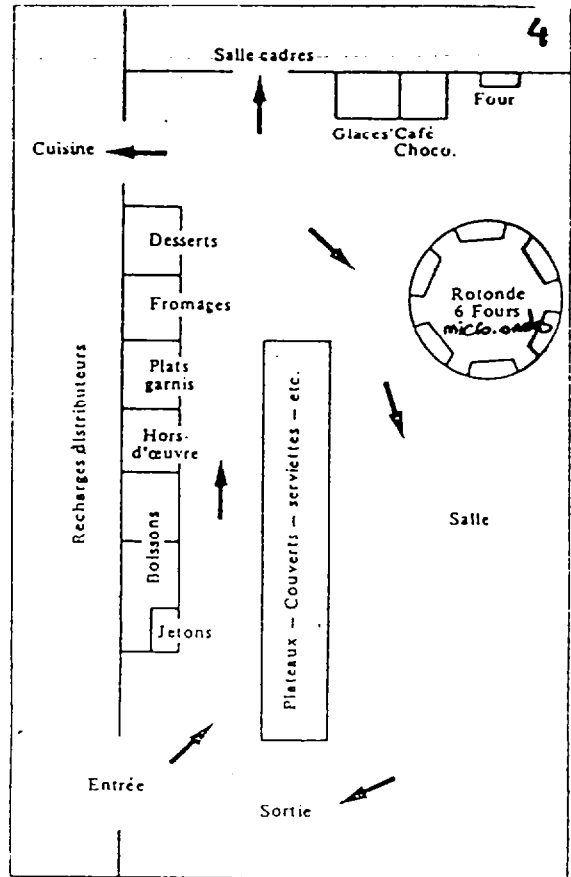 4
Salle cadres
Four
Glaces Café
Choco.
Cuisine
Desserts
Fromages
Plats
garnis
Hors-
d'œuvre
Boissons
Jetons
Recharges distributeurs
Rotonde
6 Fours
micro.ondes
Plateaux – Couverts – serviettes – etc.
Salle
Entrée
Sortie